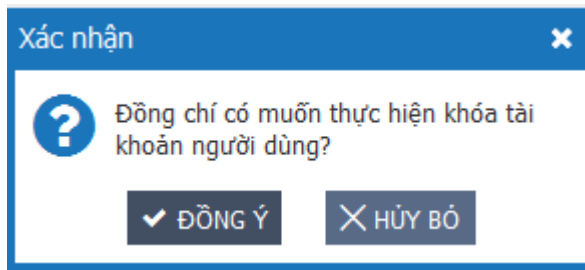 Xác nhận
Đồng chí có muốn thực hiện khóa tài
khoản người dùng?
ĐỒNG Ý
HỦY BỎ